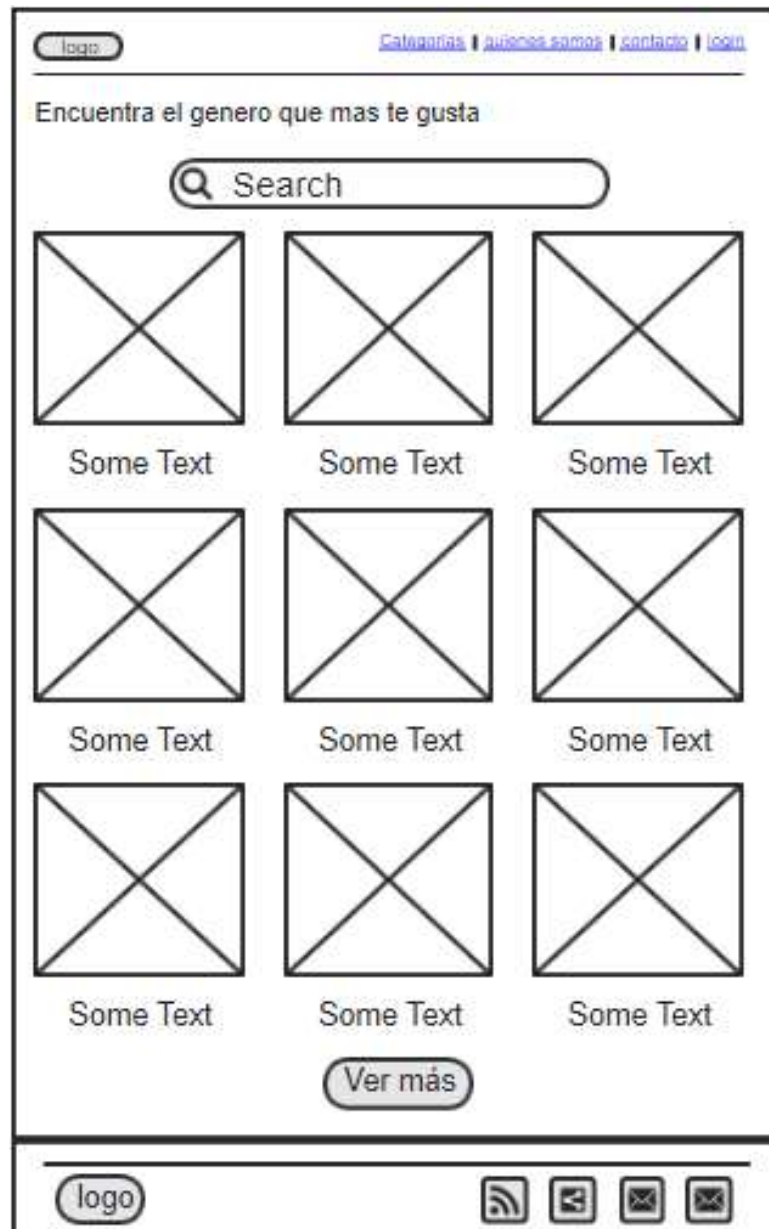 logo
Categorias | quienes somos | contacto | login
Encuentra el genero que mas te gusta
Search
Some Text Some Text Some Text
Some Text Some Text Some Text
Some Text Some Text Some Text
Ver más
logo